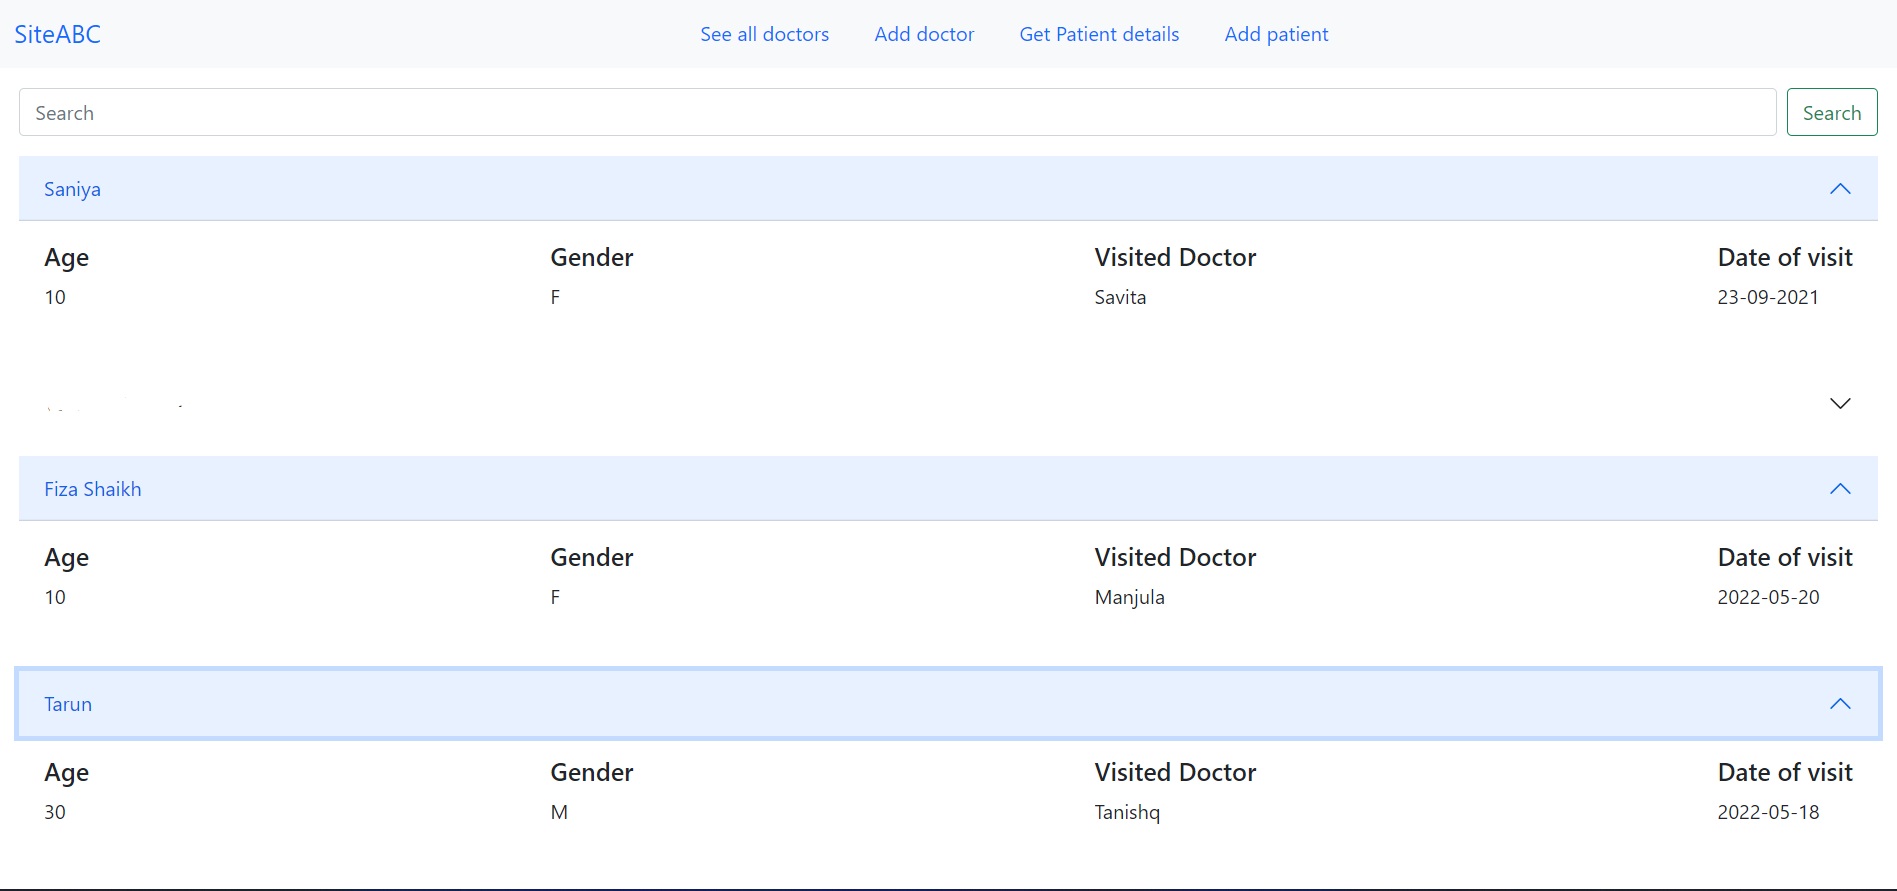 SiteABC See all doctors Add doctor Get Patient details Add patient
Search Search
Saniya
Age Gender Visited Doctor Date of visit
10 F Savita 23-09-2021
Fiza Shaikh
Age Gender Visited Doctor Date of visit
10 F Manjula 2022-05-20
Tarun
Age Gender Visited Doctor Date of visit
30 M Tanishq 2022-05-18